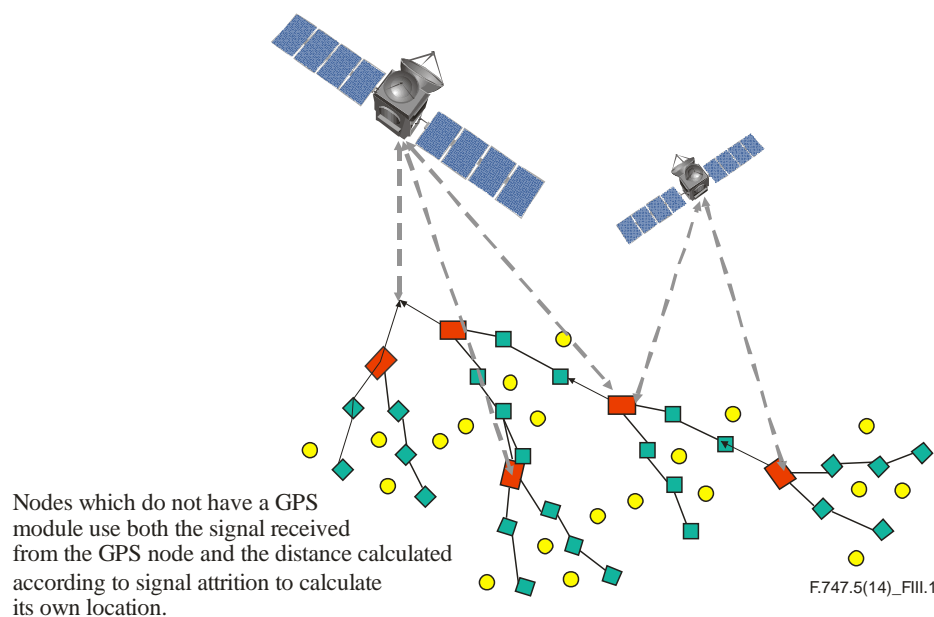 Nodes which do not have a GPS
module use both the signal received
from the GPS node and the distance calculated
according to signal attrition to calculate
its own location.
F.747.5(14)_FIII.1